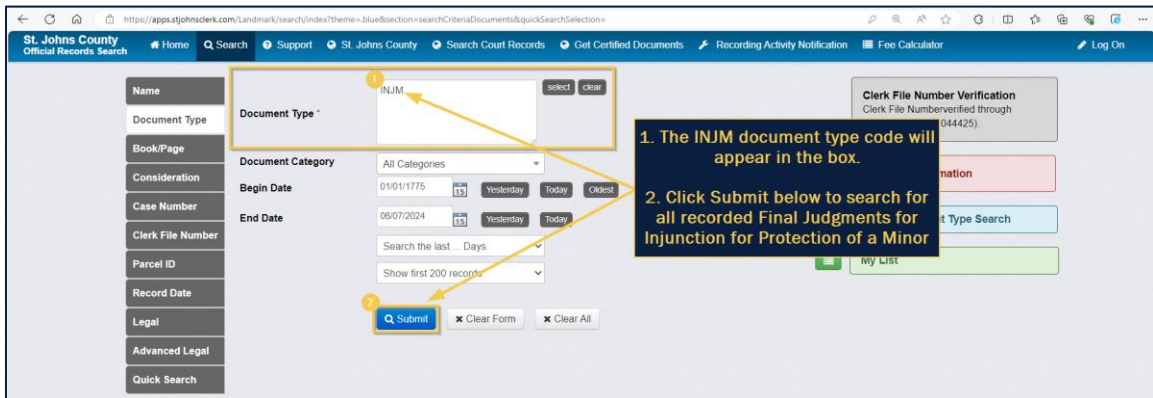 https://apps.stjohnsclerk.com/Landmark/search/index?theme=.blue&section=searchCriteriaDocuments&quickSearchSelection=
St. Johns County
Official Records Search
Home Search Support St. Johns County Search Court Records Get Certified Documents Recording Activity Notification Fee Calculator Log On
Name
Document Type
Book/Page
Consideration
Case Number
Clerk File Number
Parcel ID
Record Date
Legal
Advanced Legal
Quick Search
1
Document Type *
INJM
select clear
Document Category
All Categories
Begin Date
01/01/1775
15
Yesterday Today Oldest
End Date
06/07/2024
15
Yesterday Today
Search the last ... Days
Show first 200 records
2
Submit Clear Form Clear All
1. The INJM document type code will
appear in the box.
2. Click Submit below to search for
all recorded Final Judgments for
Injunction for Protection of a Minor
Clerk File Number Verification
Clerk File Numberverified through
044425).
mation
t Type Search
My List